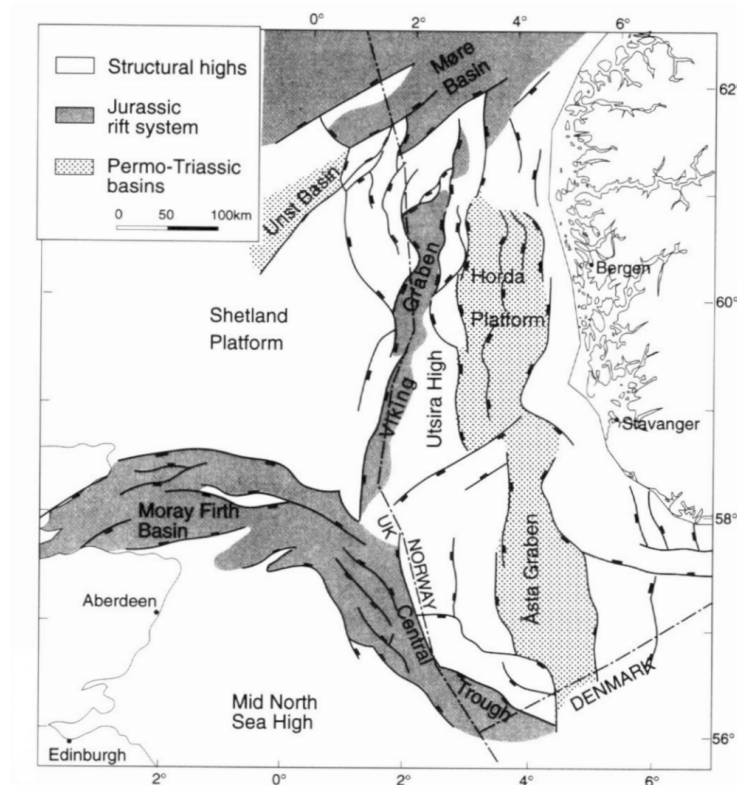 0°
2°
4°
6°
Structural highs
Jurassic
rift system
Permo-Triassic
basins
0 50 100km
Møre
Basin
62°
Unst Basin
Graben
Horda
Platform
Bergen
60°
Shetland
Platform
Viking
Utsira High
Stavanger
Moray Firth
Basin
58°
UK
NORWAY
Åsta Graben
Aberdeen
Central
Trough
DENMARK
Mid North
Sea High
56°
Edinburgh
2°
0°
2°
4°
6°